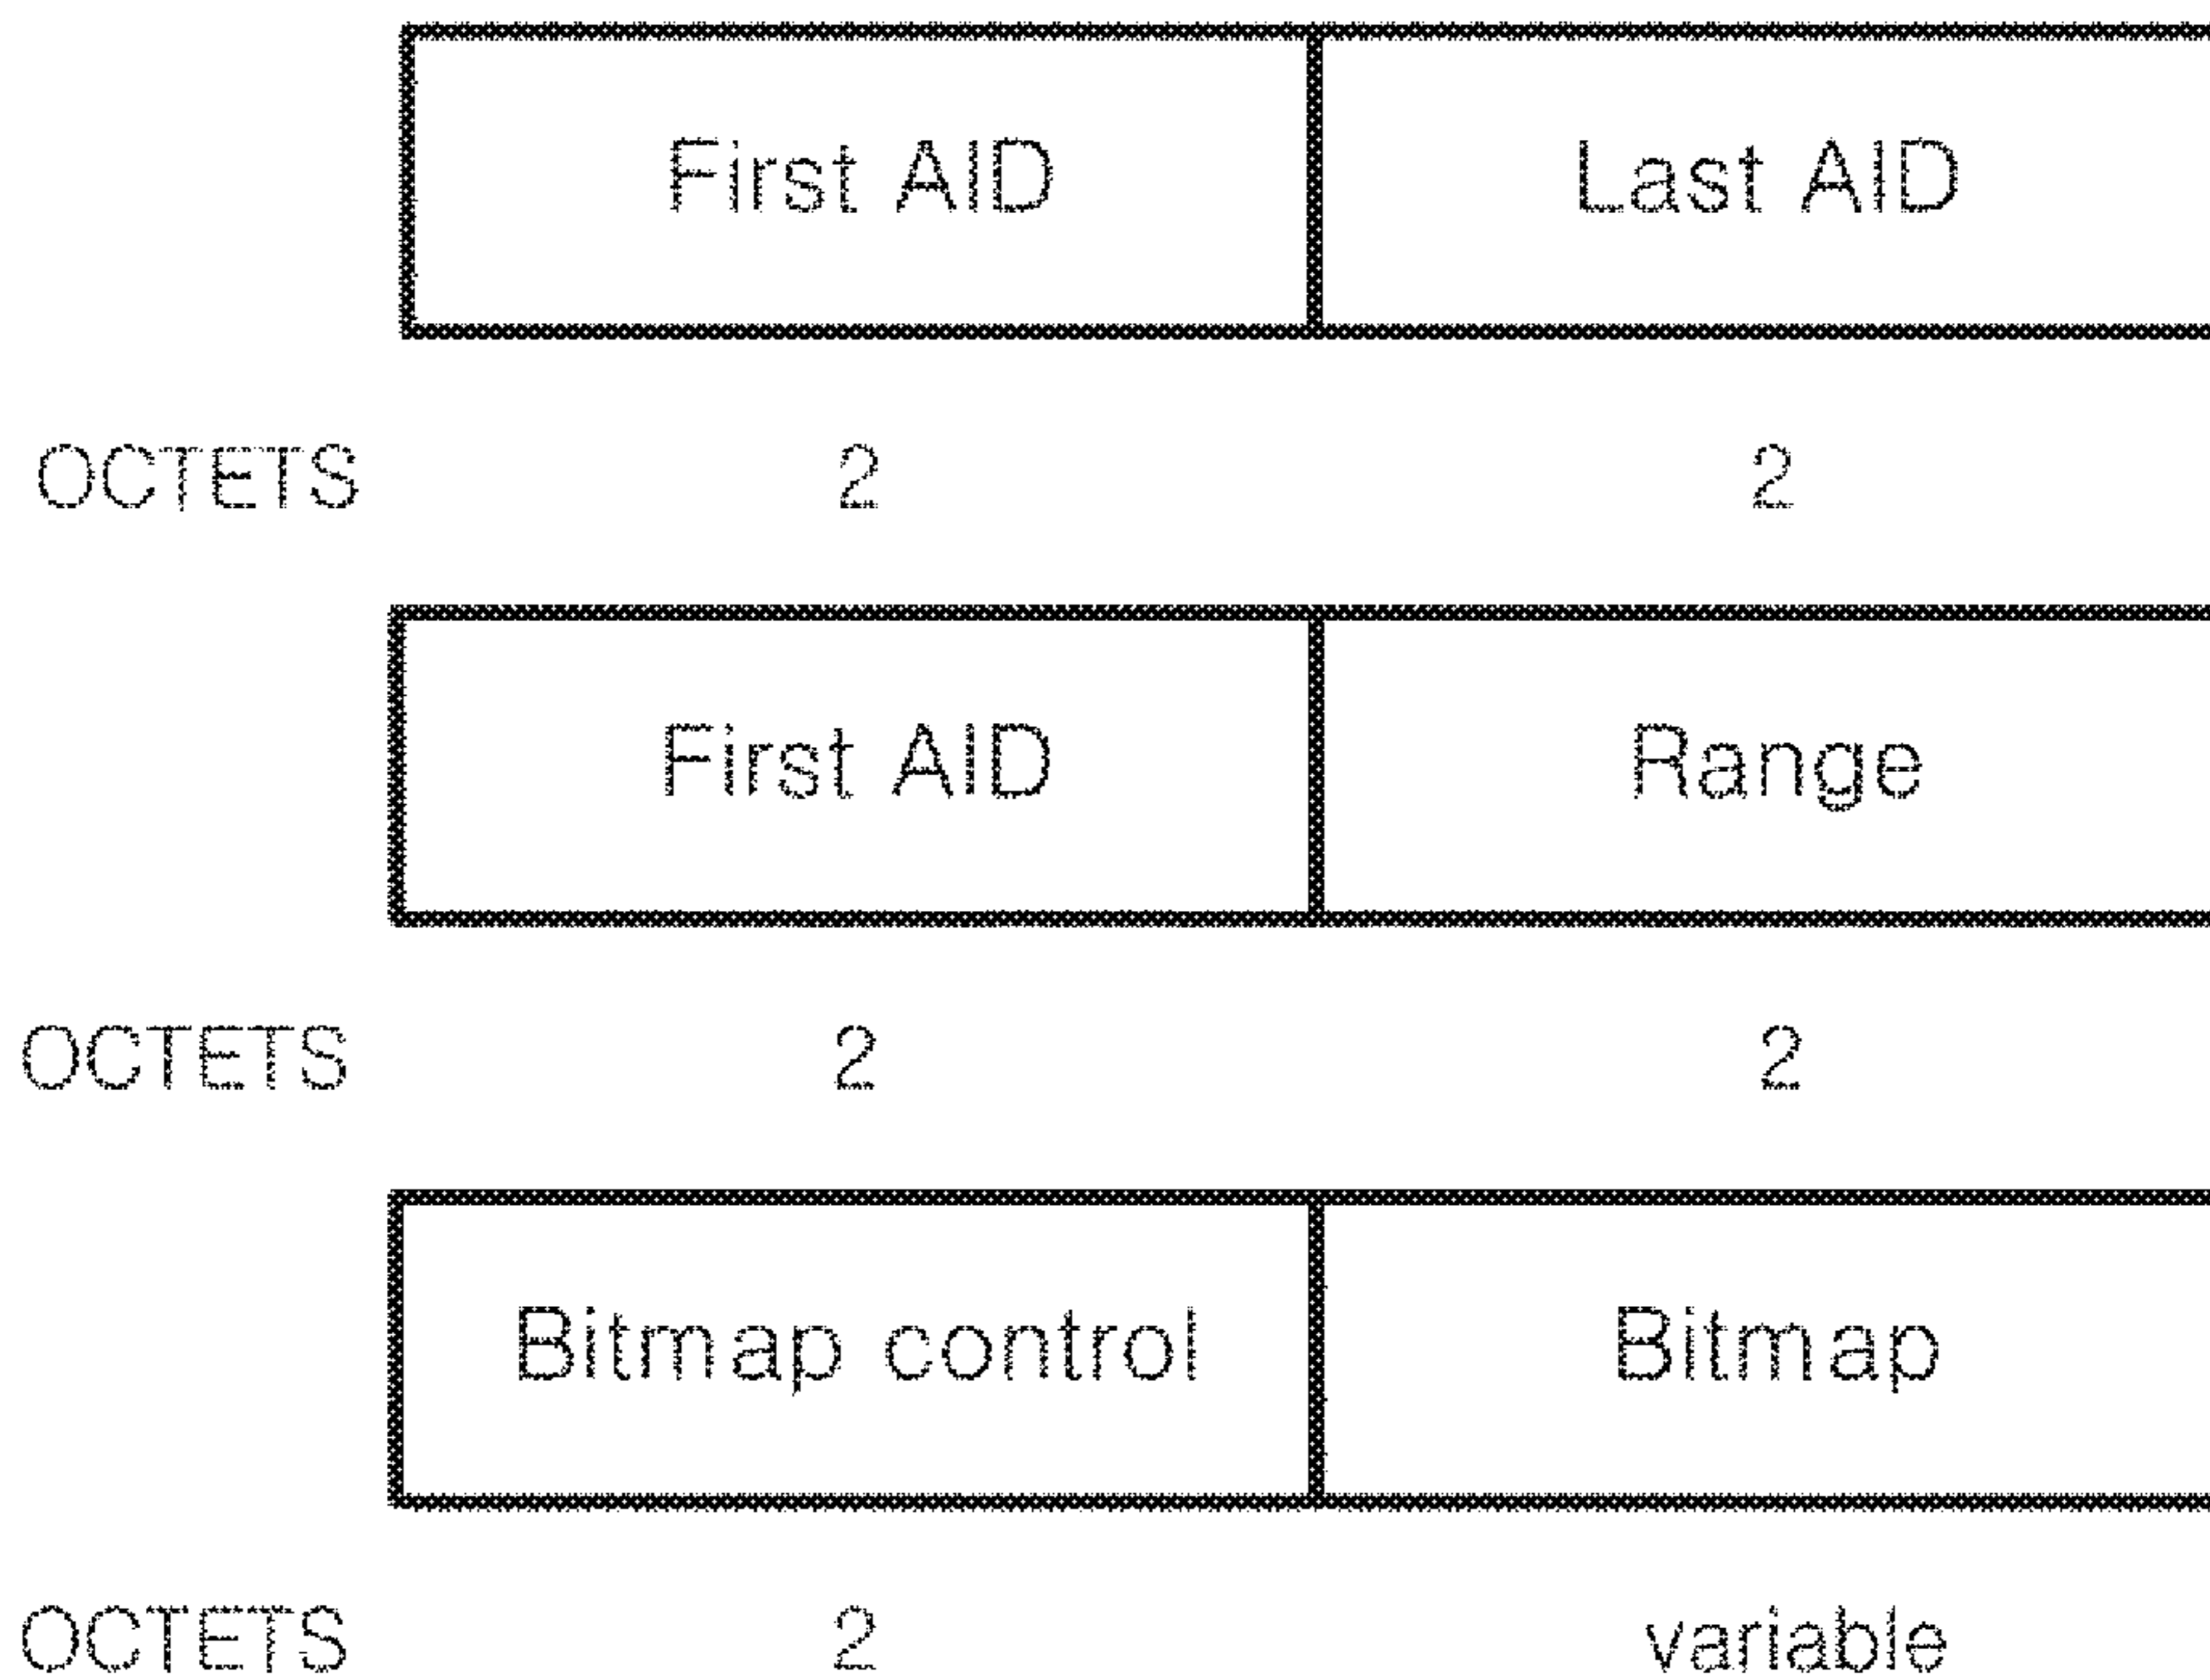 First AID Last AID
OCTETS 2 2
First AID Range
OCTETS 2 2
Bitmap control Bitmap
OCTETS 2 variable